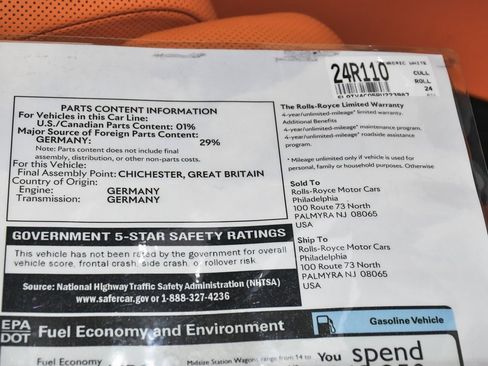 24R110
CULL
ROLL
24
PARTS CONTENT INFORMATION
For Vehicles in this Car Line:
U.S./Canadian Parts Content: 01%
Major Source of Foreign Parts Content:
GERMANY: 29%
Note: Parts content does not include final
assembly, distribution, or other non-parts costs.
For this Vehicle:
Final Assembly Point: CHICHESTER, GREAT BRITAIN
Country of Origin:
Engine: GERMANY
Transmission: GERMANY
The Rolls-Royce Limited Warranty
4-year/unlimited-mileage* limited warranty.
Additional Benefits
4-year/unlimited-mileage* maintenance program.
4-year/unlimited-mileage* roadside assistance
program.
*Mileage unlimited only if vehicle is used for
personal, family or household purposes. Otherwise
Sold To
Rolls-Royce Motor Cars
Philadelphia
100 Route 73 North
PALMYRA NJ 08065
USA
Ship To
Rolls-Royce Motor Cars
Philadelphia
100 Route 73 North
PALMYRA NJ 08065
USA
GOVERNMENT 5-STAR SAFETY RATINGS
This vehicle has not been rated by the government for overall
vehicle score, frontal crash, side crash, or rollover risk.
Source: National Highway Traffic Safety Administration (NHTSA)
www.safercar.gov or 1-888-327-4236
EPA
DOT
Fuel Economy and Environment
Gasoline Vehicle
Fuel Economy
Midsize Station Wagons range from 14 to
You spend